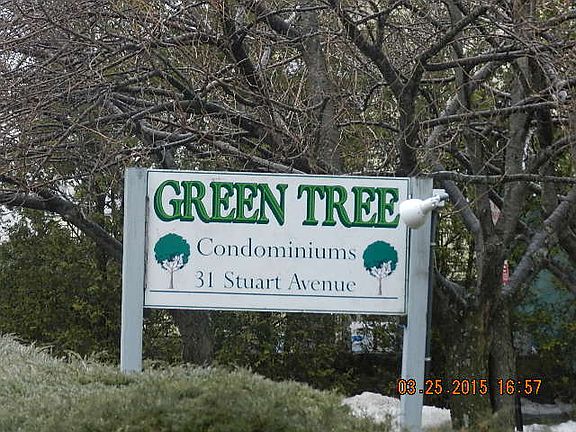 GREEN TREE
Condominiums
31 Stuart Avenue
03.25.2015 16:57